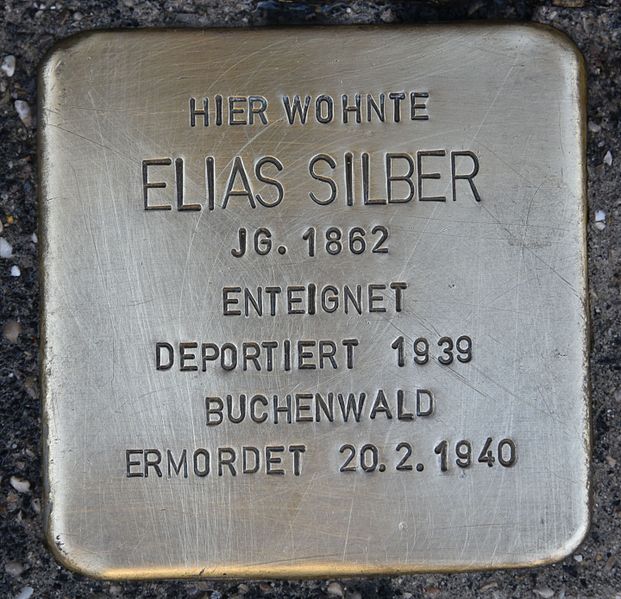 HIER WOHNTE
ELIAS SILBER
JG. 1862
ENTEIGNET
DEPORTIERT 1939
BUCHENWALD
ERMORDET 20.2.1940